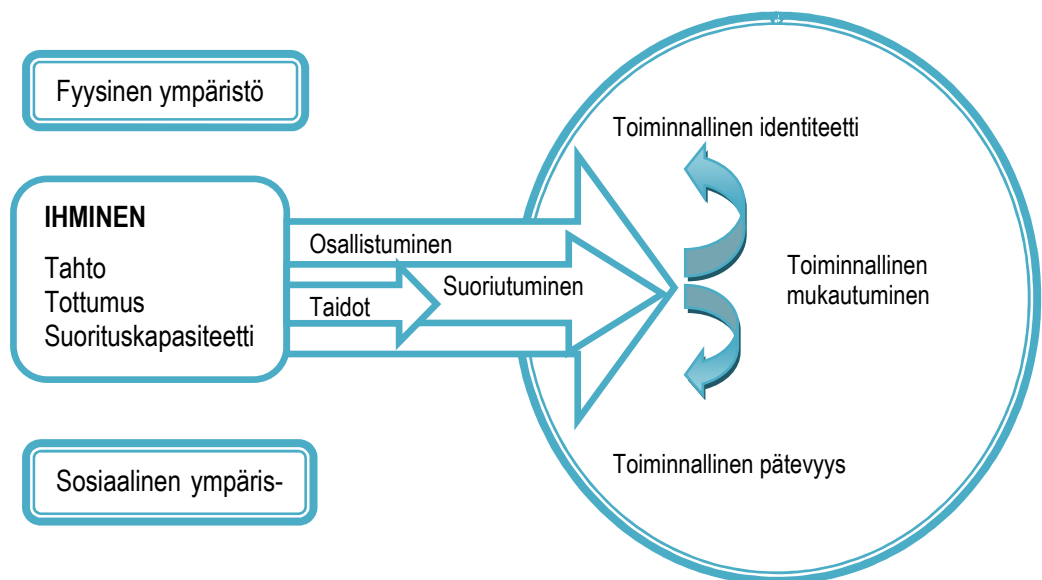 Fyysinen ympäristö
IHMINEN
Tahto
Tottumus
Suorituskapasiteetti
Sosiaalinen ympäris-
Osallistuminen
Suoriutuminen
Taidot
Toiminnallinen identiteetti
Toiminnallinen
mukautuminen
Toiminnallinen pätevyys